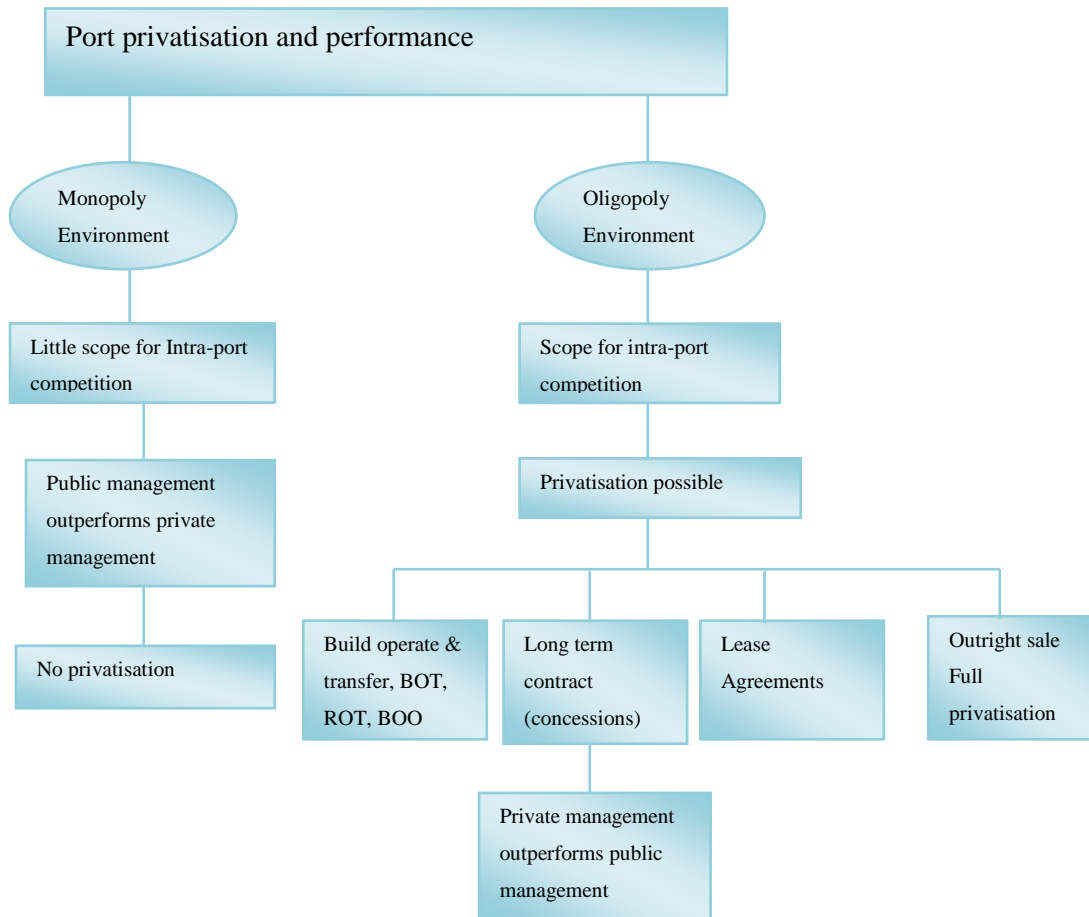 Port privatisation and performance
Monopoly
Environment
Oligopoly
Environment
Little scope for Intra-port
competition
Scope for intra-port
competition
Public management
outperforms private
management
Privatisation possible
No privatisation
Build operate &
transfer, BOT,
ROT, BOO
Long term
contract
(concessions)
Lease
Agreements
Outright sale
Full
privatisation
Private management
outperforms public
management